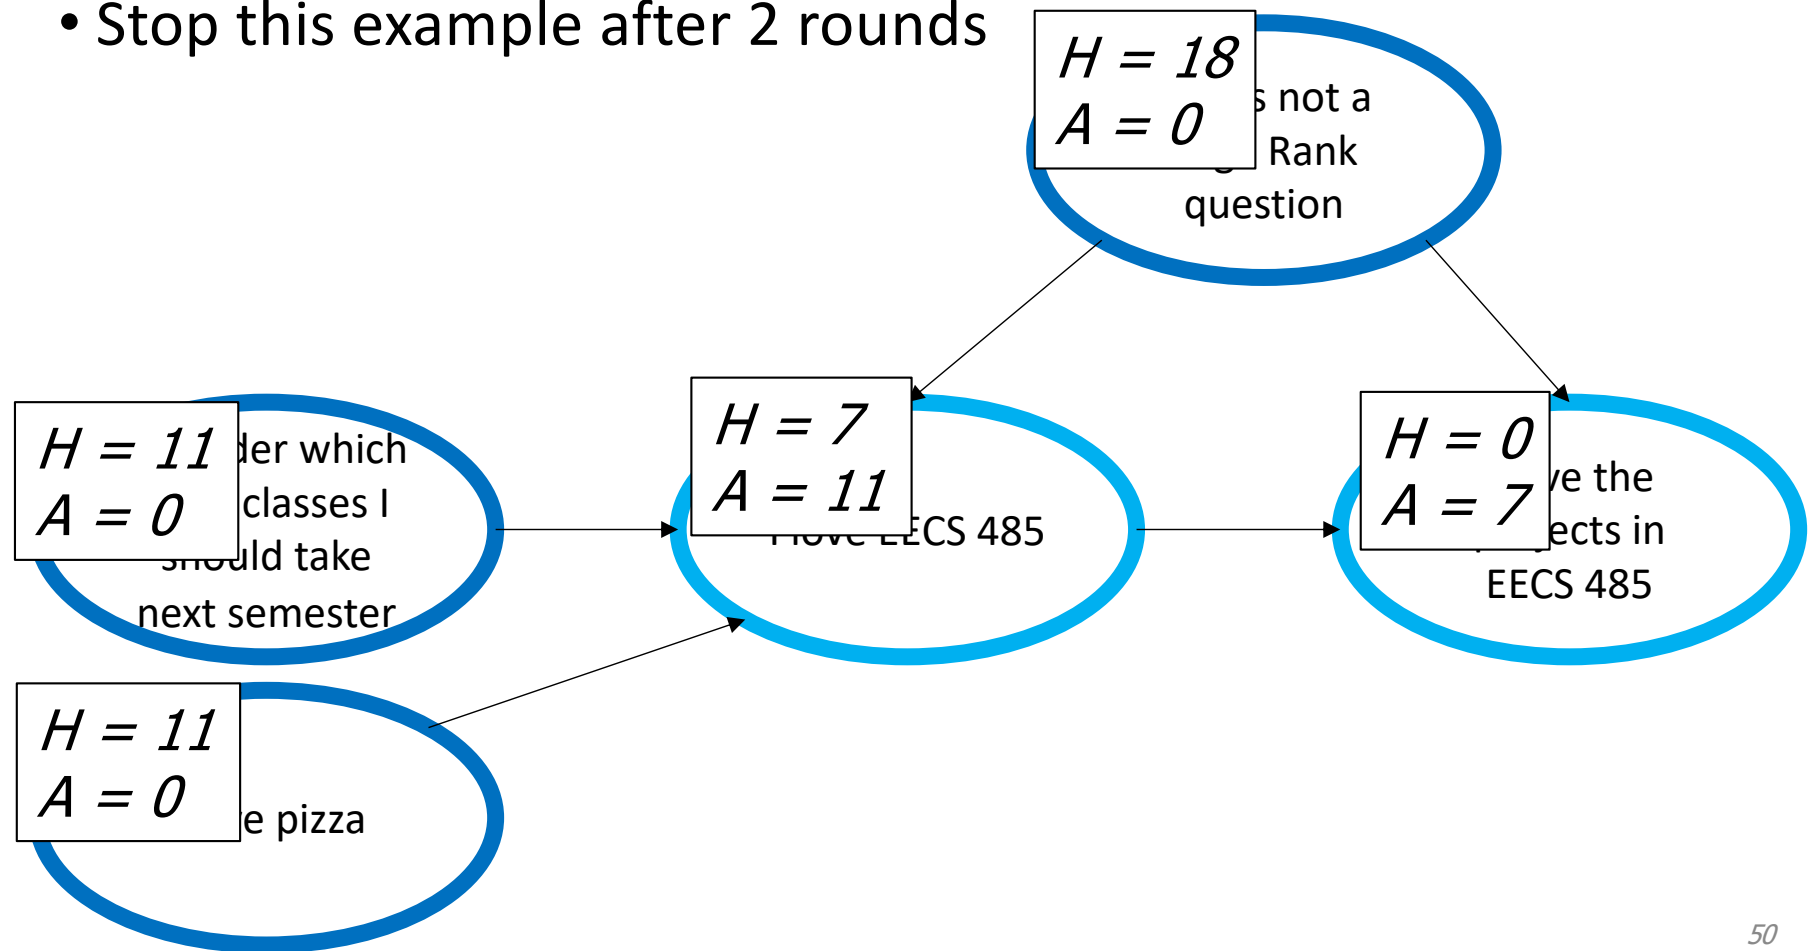 • Stop this example after 2 rounds
H = 18
A = 0
s not a
Rank
question
H = 11
A = 0
der which
classes I
should take
next semester
H = 7
A = 11
I love EECS 485
H = 0
A = 7
ve the
ects in
EECS 485
H = 11
A = 0
e pizza
50